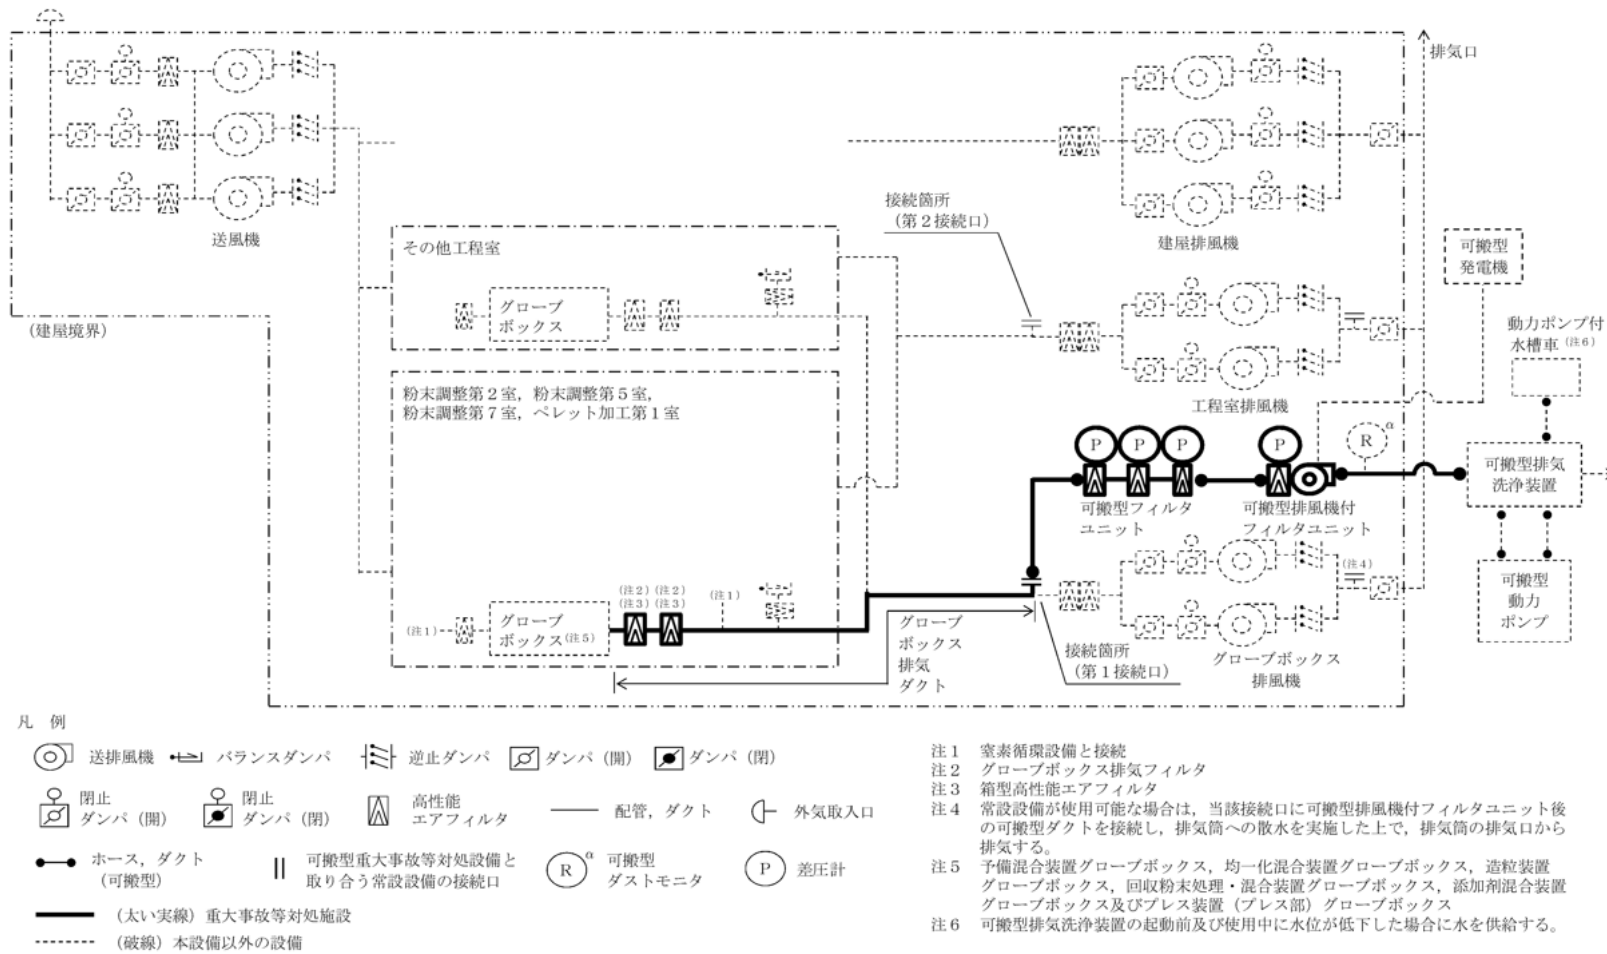 排気口
送風機
建屋排風機
(建屋境界)
接続箇所
(第2接続口)
その他工程室
グローブ
ボックス
可搬型
発電機
動力ポンプ付
水槽車(注6)
工程室排風機
粉末調整第2室，粉末調整第5室，
粉末調整第7室，ペレット加工第1室
P
P
P
P
R
α
可搬型排気
洗浄装置
可搬型フィルタ
ユニット
可搬型排風機付
フィルタユニット
(注4)
可搬型
動力
ポンプ
(注2)
(注2)
(注3)
(注3)
(注1)
(注1)
グローブ
ボックス(注5)
グローブ
ボックス
排気
ダクト
接続箇所
(第1接続口)
グローブボックス
排風機
凡　例
送排風機
バランスダンパ
逆止ダンパ
ダンパ（開）
ダンパ（閉）
閉止
ダンパ（開）
閉止
ダンパ（閉）
高性能
エアフィルタ
配管，ダクト
外気取入口
ホース，ダクト
(可搬型)
可搬型重大事故等対処設備と
取り合う常設設備の接続口
R
α
可搬型
ダストモニタ
P
差圧計
（太い実線）重大事故等対処施設
（破線）本設備以外の設備
注1　窒素循環設備と接続
注2　グローブボックス排気フィルタ
注3　箱型高性能エアフィルタ
注4　常設設備が使用可能な場合は，当該接続口に可搬型排風機付フィルタユニット後
の可搬型ダクトを接続し，排気筒への散水を実施した上で，排気筒の排気口から
排気する。
注5　予備混合装置グローブボックス，均一化混合装置グローブボックス，造粒装置
グローブボックス，回収粉末処理・混合装置グローブボックス，添加剤混合装置
グローブボックス及びプレス装置（プレス部）グローブボックス
注6　可搬型排気洗浄装置の起動前及び使用中に水位が低下した場合に水を供給する。